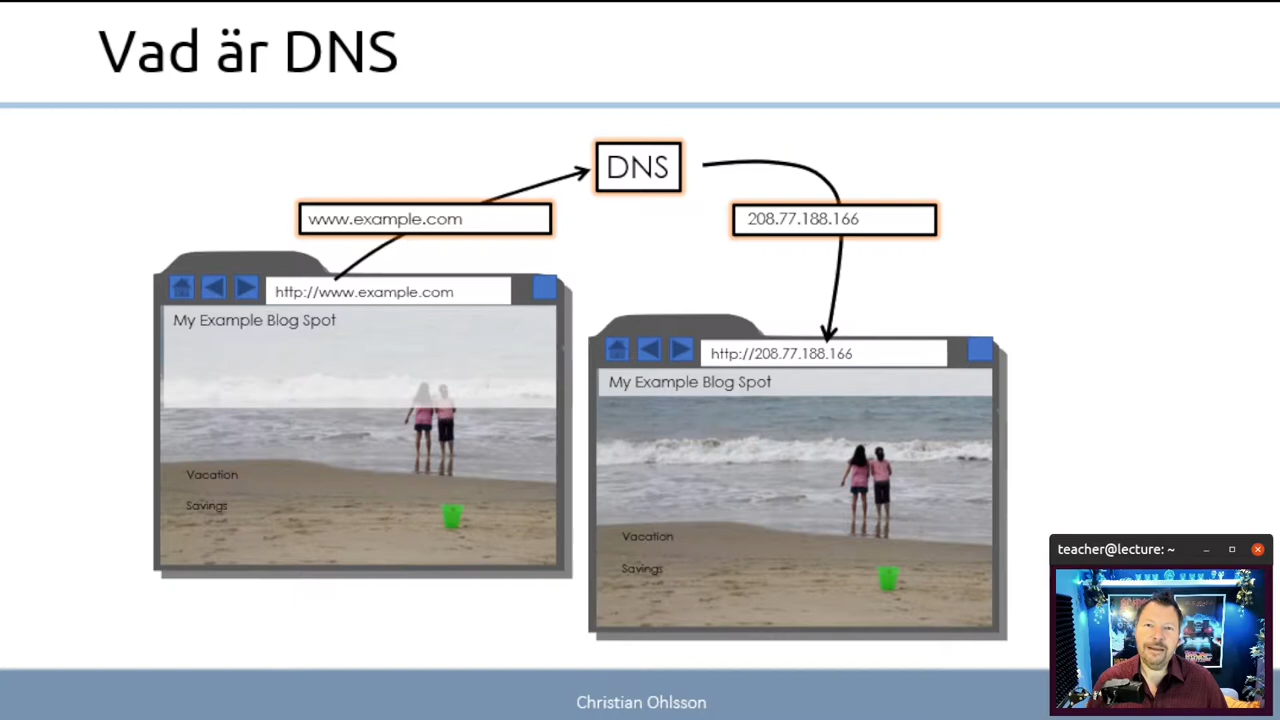 Vad är DNS
DNS
www.example.com
208.77.188.166
http://www.example.com
My Example Blog Spot
Vacation
Savings
http://208.77.188.166
My Example Blog Spot
Vacation
Savings
teacher@lecture: ~
Christian Ohlsson